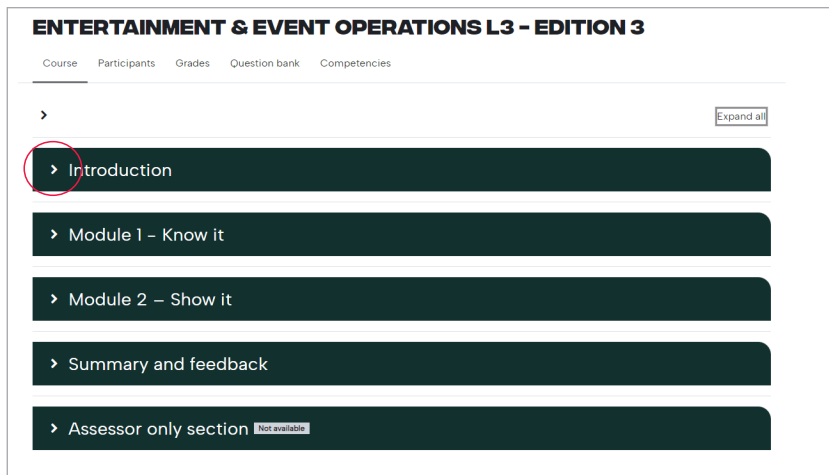 ENTERTAINMENT & EVENT OPERATIONS L3 – EDITION 3
Course Participants Grades Question bank Competencies
Expand all
Introduction
Module 1 - Know it
Module 2 – Show it
Summary and feedback
Assessor only section Not available